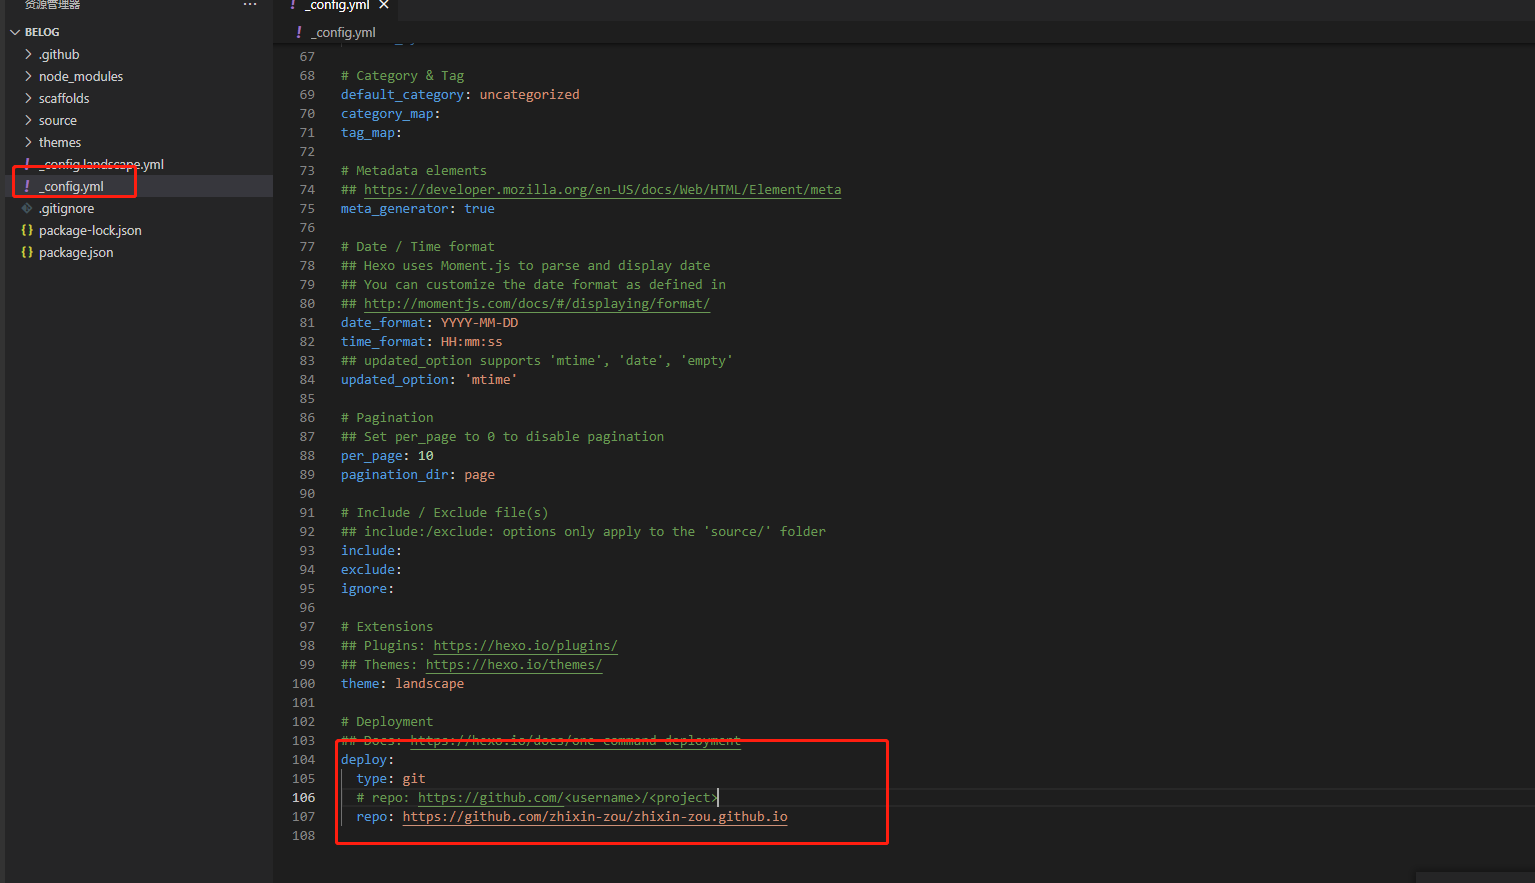 资源管理器
...
BELOG
.github
node_modules
scaffolds
source
themes
! _config.landscape.yml
! _config.yml
.gitignore
{} package-lock.json
{} package.json
! _config.yml ×
! _config.yml
67
68 # Category & Tag
69 default_category: uncategorized
70 category_map:
71 tag_map:
72
73 # Metadata elements
74 ## https://developer.mozilla.org/en-US/docs/Web/HTML/Element/meta
75 meta_generator: true
76
77 # Date / Time format
78 ## Hexo uses Moment.js to parse and display date
79 ## You can customize the date format as defined in
80 ## http://momentjs.com/docs/#/displaying/format/
81 date_format: YYYY-MM-DD
82 time_format: HH:mm:ss
83 ## updated_option supports 'mtime', 'date', 'empty'
84 updated_option: 'mtime'
85
86 # Pagination
87 ## Set per_page to 0 to disable pagination
88 per_page: 10
89 pagination_dir: page
90
91 # Include / Exclude file(s)
92 ## include:/exclude: options only apply to the 'source/' folder
93 include:
94 exclude:
95 ignore:
96
97 # Extensions
98 ## Plugins: https://hexo.io/plugins/
99 ## Themes: https://hexo.io/themes/
100 theme: landscape
101
102 # Deployment
103 ## Docs: https://hexo.io/docs/one-command-deployment
104 deploy:
105 type: git
106 # repo: https://github.com/<username>/<project>
107 repo: https://github.com/zhixin-zou/zhixin-zou.github.io
108